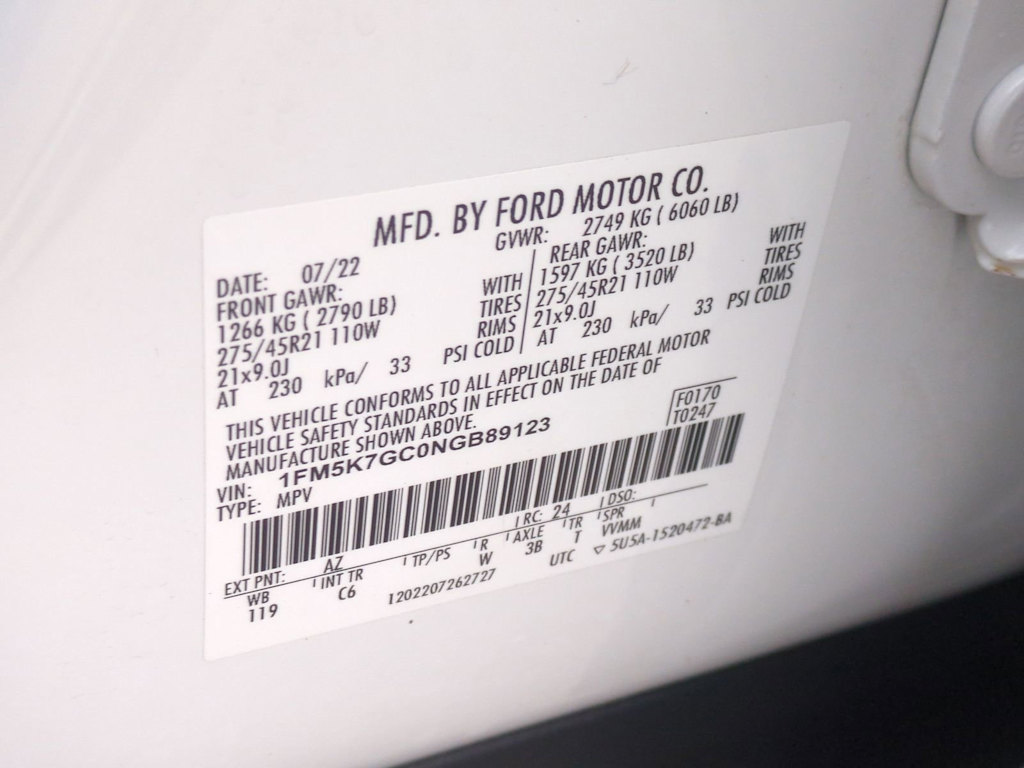 MFD. BY FORD MOTOR CO.
DATE: 07/22 GVWR: 2749 KG ( 6060 LB)
FRONT GAWR: REAR GAWR:
1266 KG ( 2790 LB) WITH 1597 KG ( 3520 LB) WITH
275/45R21 110W TIRES 275/45R21 110W TIRES
21x9.0J RIMS 21x9.0J RIMS
AT 230 kPa/ 33 PSI COLD AT 230 kPa/ 33 PSI COLD
THIS VEHICLE CONFORMS TO ALL APPLICABLE FEDERAL MOTOR
VEHICLE SAFETY STANDARDS IN EFFECT ON THE DATE OF
MANUFACTURE SHOWN ABOVE.
F0170
T0247
VIN: 1FM5K7GC0NGB89123
TYPE: MPV
EXT PNT: AZ RC: 24 DSO:
WB INT TR TP/PS R AXLE TR SPR
119 C6 W 3B T VVMM
1202207262727 UTC ▽ 5U5A-1520472-BA